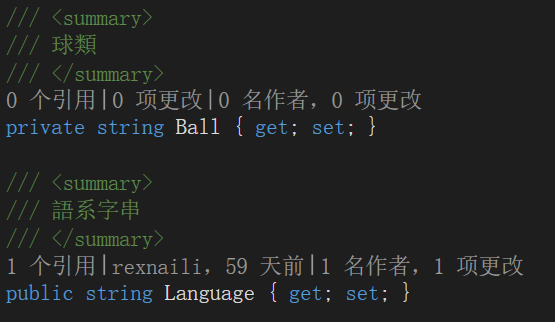 /// <summary>
/// 球類
/// </summary>
0 个引用|0 项更改|0 名作者，0 项更改
private string Ball { get; set; }
/// <summary>
/// 語系字串
/// </summary>
1 个引用|rexnaili，59 天前|1 名作者，1 项更改
public string Language { get; set; }